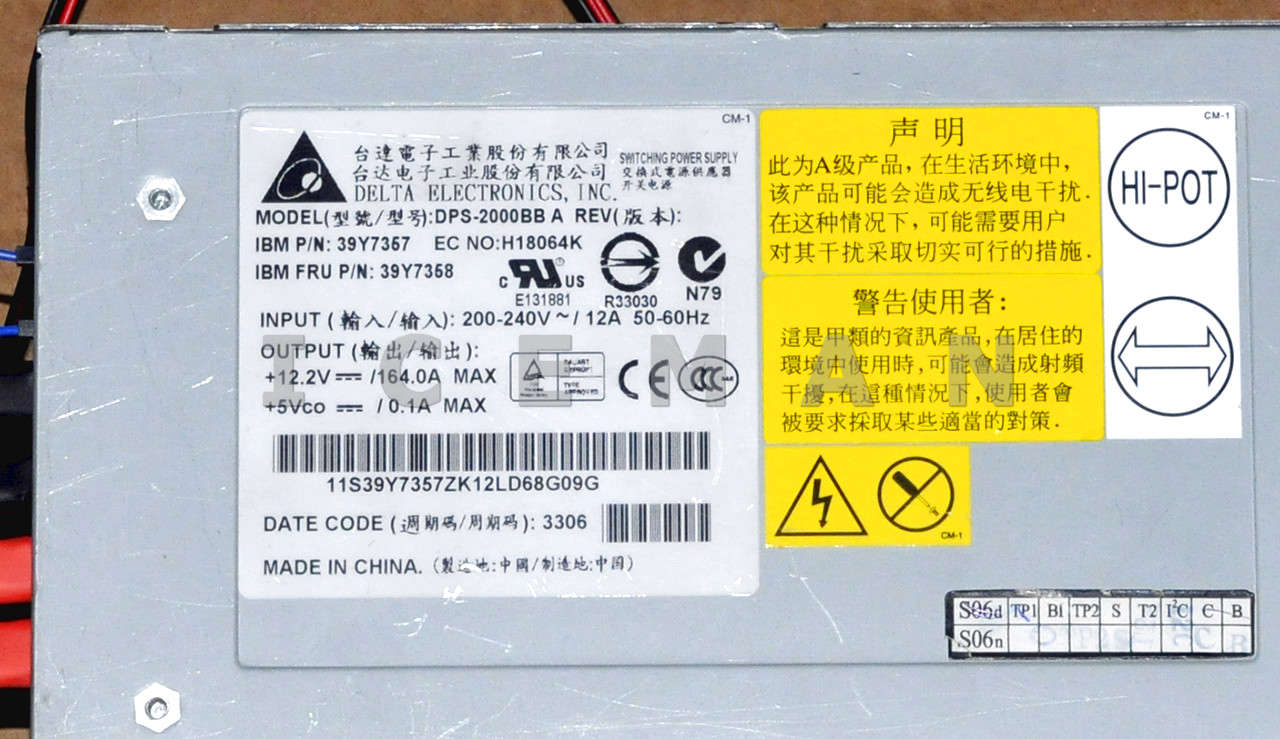 CM-1
台達電子工業股份有限公司
台达电子工业股份有限公司
DELTA ELECTRONICS, INC.
SWITCHING POWER SUPPLY
交換式電源供應器
开关电源
MODEL(型號/型号):DPS-2000BB A REV(版本):
IBM P/N: 39Y7357 EC NO:H18064K
IBM FRU P/N: 39Y7358
C US
E131881
R33030
N79
INPUT (輸入/输入): 200-240V ~ / 12A 50-60Hz
OUTPUT (輸出/输出):
+12.2V /164.0A MAX
+5Vco / 0.1A MAX
11S39Y7357ZK12LD68G09G
DATE CODE (週期碼/周期码): 3306
MADE IN CHINA. (製造地:中國/制造地:中国)
声明
此为A级产品, 在生活环境中,
该产品可能会造成无线电干扰.
在这种情况下, 可能需要用户
对其干扰采取切实可行的措施.
警告使用者:
這是甲類的資訊產品, 在居住的
環境中使用時, 可能會造成射頻
干擾, 在這種情況下, 使用者會
被要求採取某些適當的對策.
CM-1
CM-1
HI-POT
S06d TP1 B1 TP2 S T2 I²C C B
S06n
ICEMAN